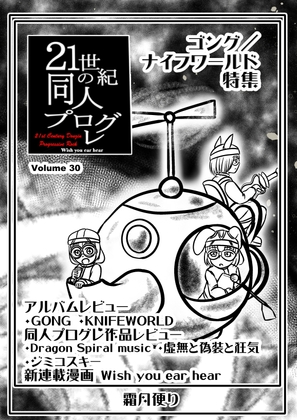 21世紀の
同人
プログレ
21st Century Doujin
Progressive Rock
Wish you ear hear
Volume 30
ゴング／
ナイフワールド
特集
アルバムレビュー
・GONG ・KNIFEWORLD
同人プログレ作品レビュー
・Dragon Spiral music ・虚無と偽装と狂気
・ジミコスキー
新連載漫画 Wish you ear hear
霜月便り